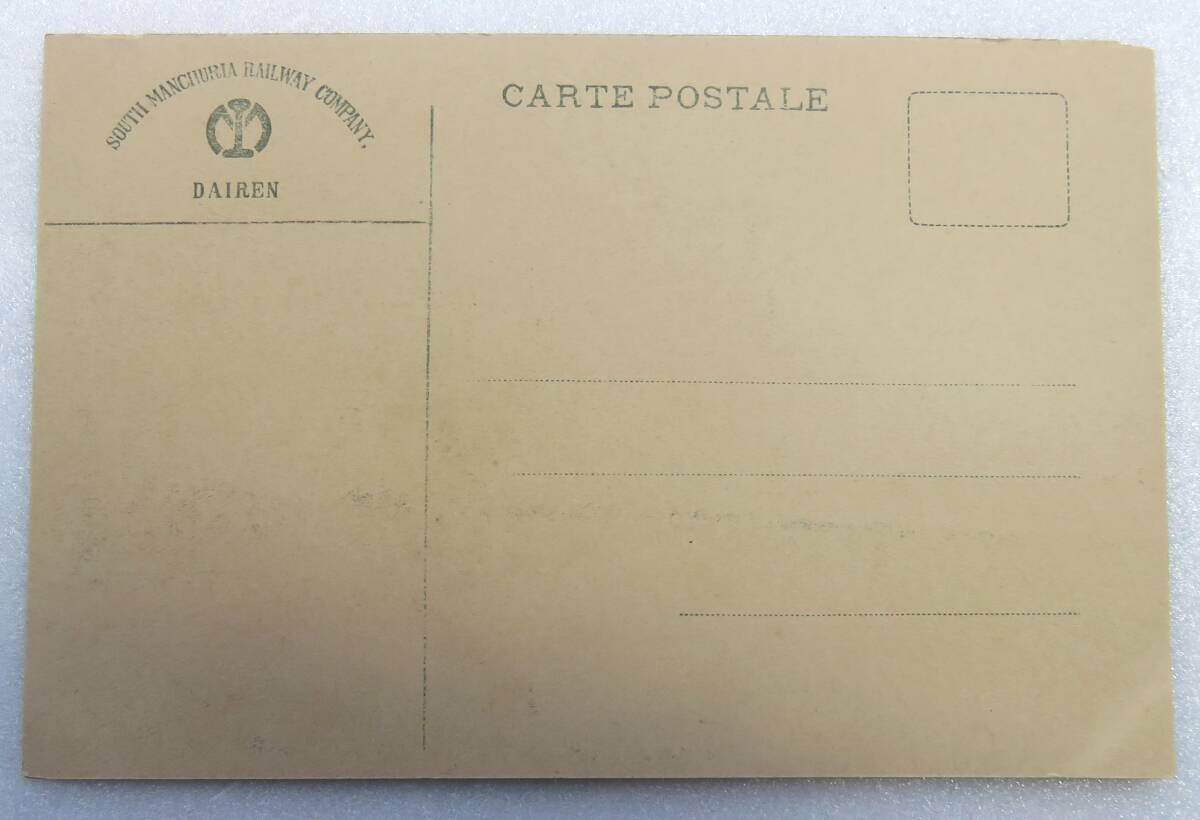 SOUTH MANCHURIA RAILWAY COMPANY,
DAIREN
CARTE POSTALE